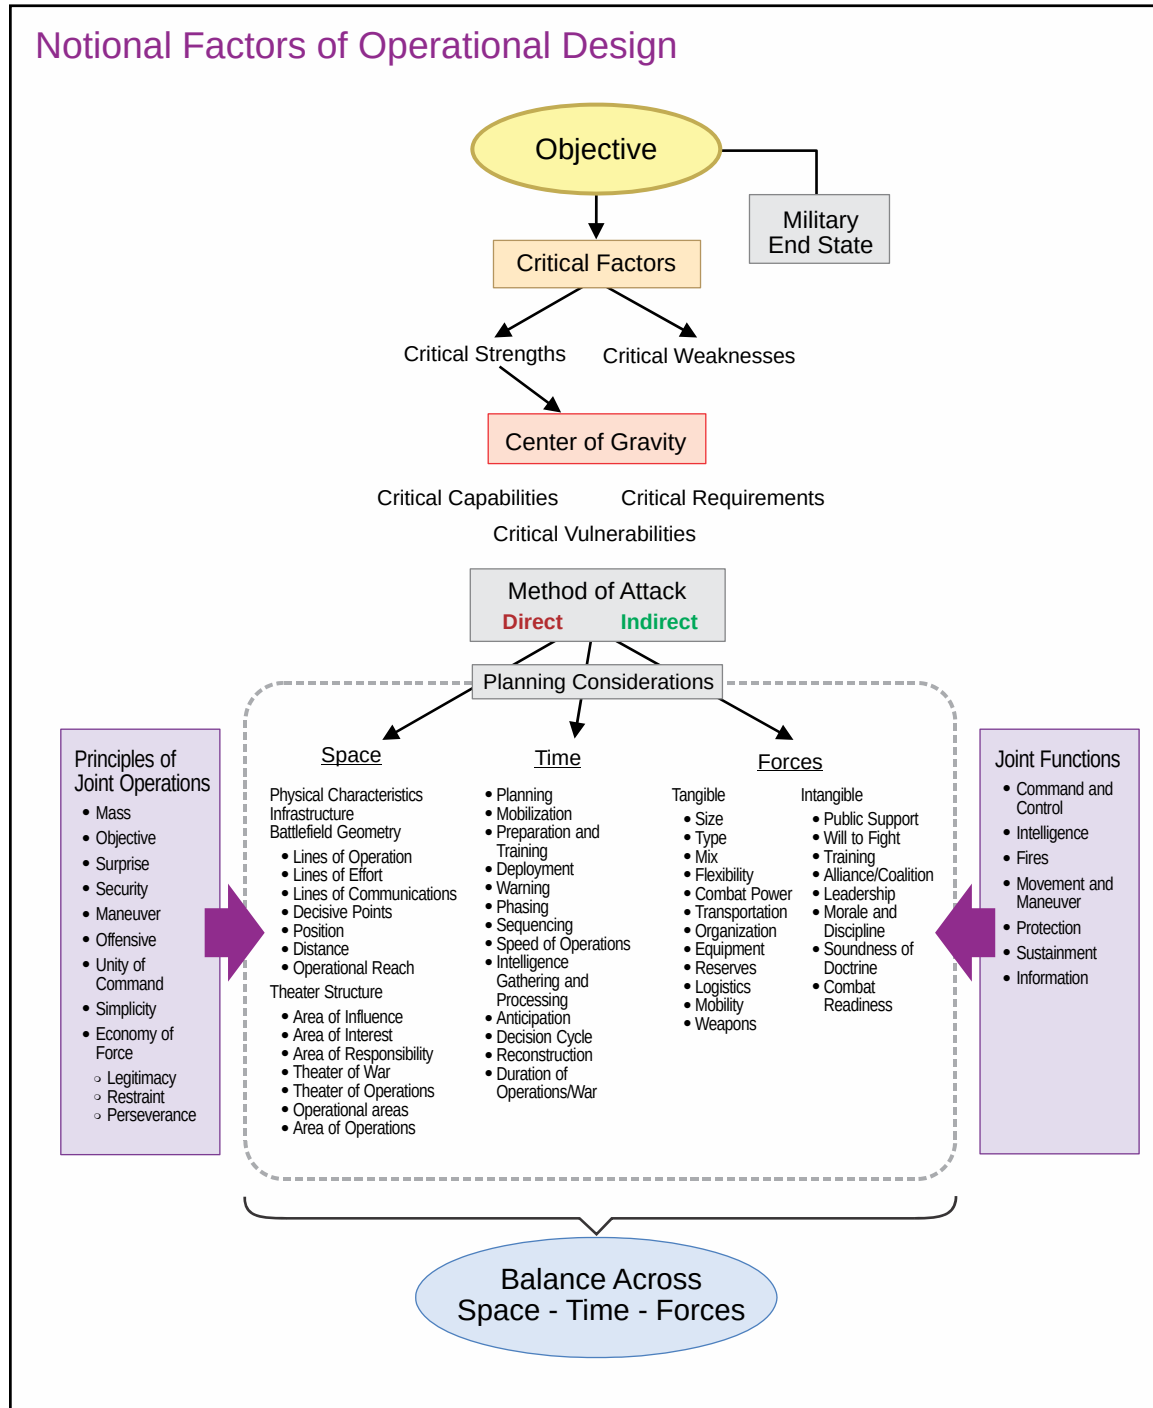 Notional Factors of Operational Design
Objective
Military
End State
Critical Factors
Critical Strengths
Critical Weaknesses
Center of Gravity
Critical Capabilities
Critical Requirements
Critical Vulnerabilities
Method of Attack
Direct
Indirect
Planning Considerations
Principles of
Joint Operations
• Mass
• Objective
• Surprise
• Security
• Maneuver
• Offensive
• Unity of
Command
• Simplicity
• Economy of
Force
○ Legitimacy
○ Restraint
○ Perseverance
Space
Physical Characteristics
Infrastructure
Battlefield Geometry
• Lines of Operation
• Lines of Effort
• Lines of Communications
• Decisive Points
• Position
• Distance
• Operational Reach
Theater Structure
• Area of Influence
• Area of Interest
• Area of Responsibility
• Theater of War
• Theater of Operations
• Operational areas
• Area of Operations
Time
• Planning
• Mobilization
• Preparation and
Training
• Deployment
• Warning
• Phasing
• Sequencing
• Speed of Operations
• Intelligence
Gathering and
Processing
• Anticipation
• Decision Cycle
• Reconstruction
• Duration of
Operations/War
Forces
Tangible
• Size
• Type
• Mix
• Flexibility
• Combat Power
• Transportation
• Organization
• Equipment
• Reserves
• Logistics
• Mobility
• Weapons
Intangible
• Public Support
• Will to Fight
• Training
• Alliance/Coalition
• Leadership
• Morale and
Discipline
• Soundness of
Doctrine
• Combat
Readiness
Joint Functions
• Command and
Control
• Intelligence
• Fires
• Movement and
Maneuver
• Protection
• Sustainment
• Information
Balance Across
Space - Time - Forces